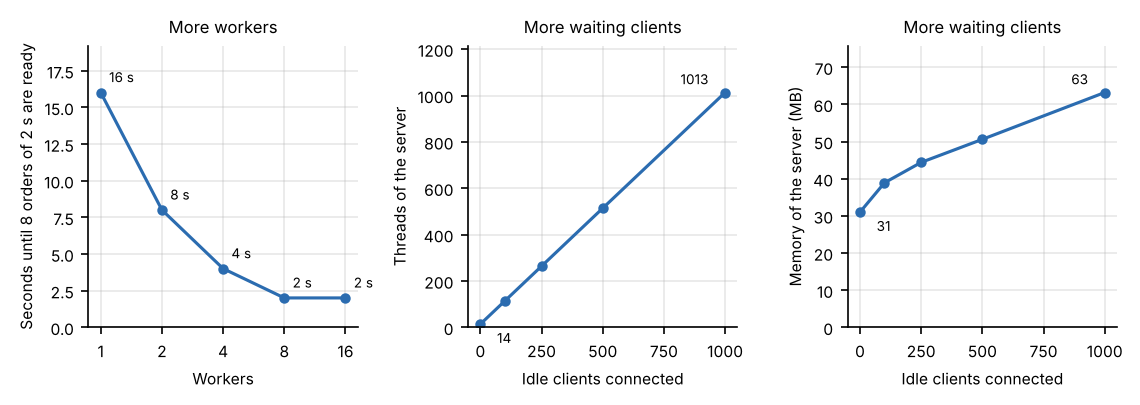 More workers
Seconds until 8 orders of 2 s are ready
17.5
15.0
12.5
10.0
7.5
5.0
2.5
0.0
16 s
8 s
4 s
2 s
2 s
1 2 4 8 16
Workers
More waiting clients
Threads of the server
1200
1000
800
600
400
200
0
1013
14
0 250 500 750 1000
Idle clients connected
More waiting clients
Memory of the server (MB)
70
60
50
40
30
20
10
0
63
31
0 250 500 750 1000
Idle clients connected